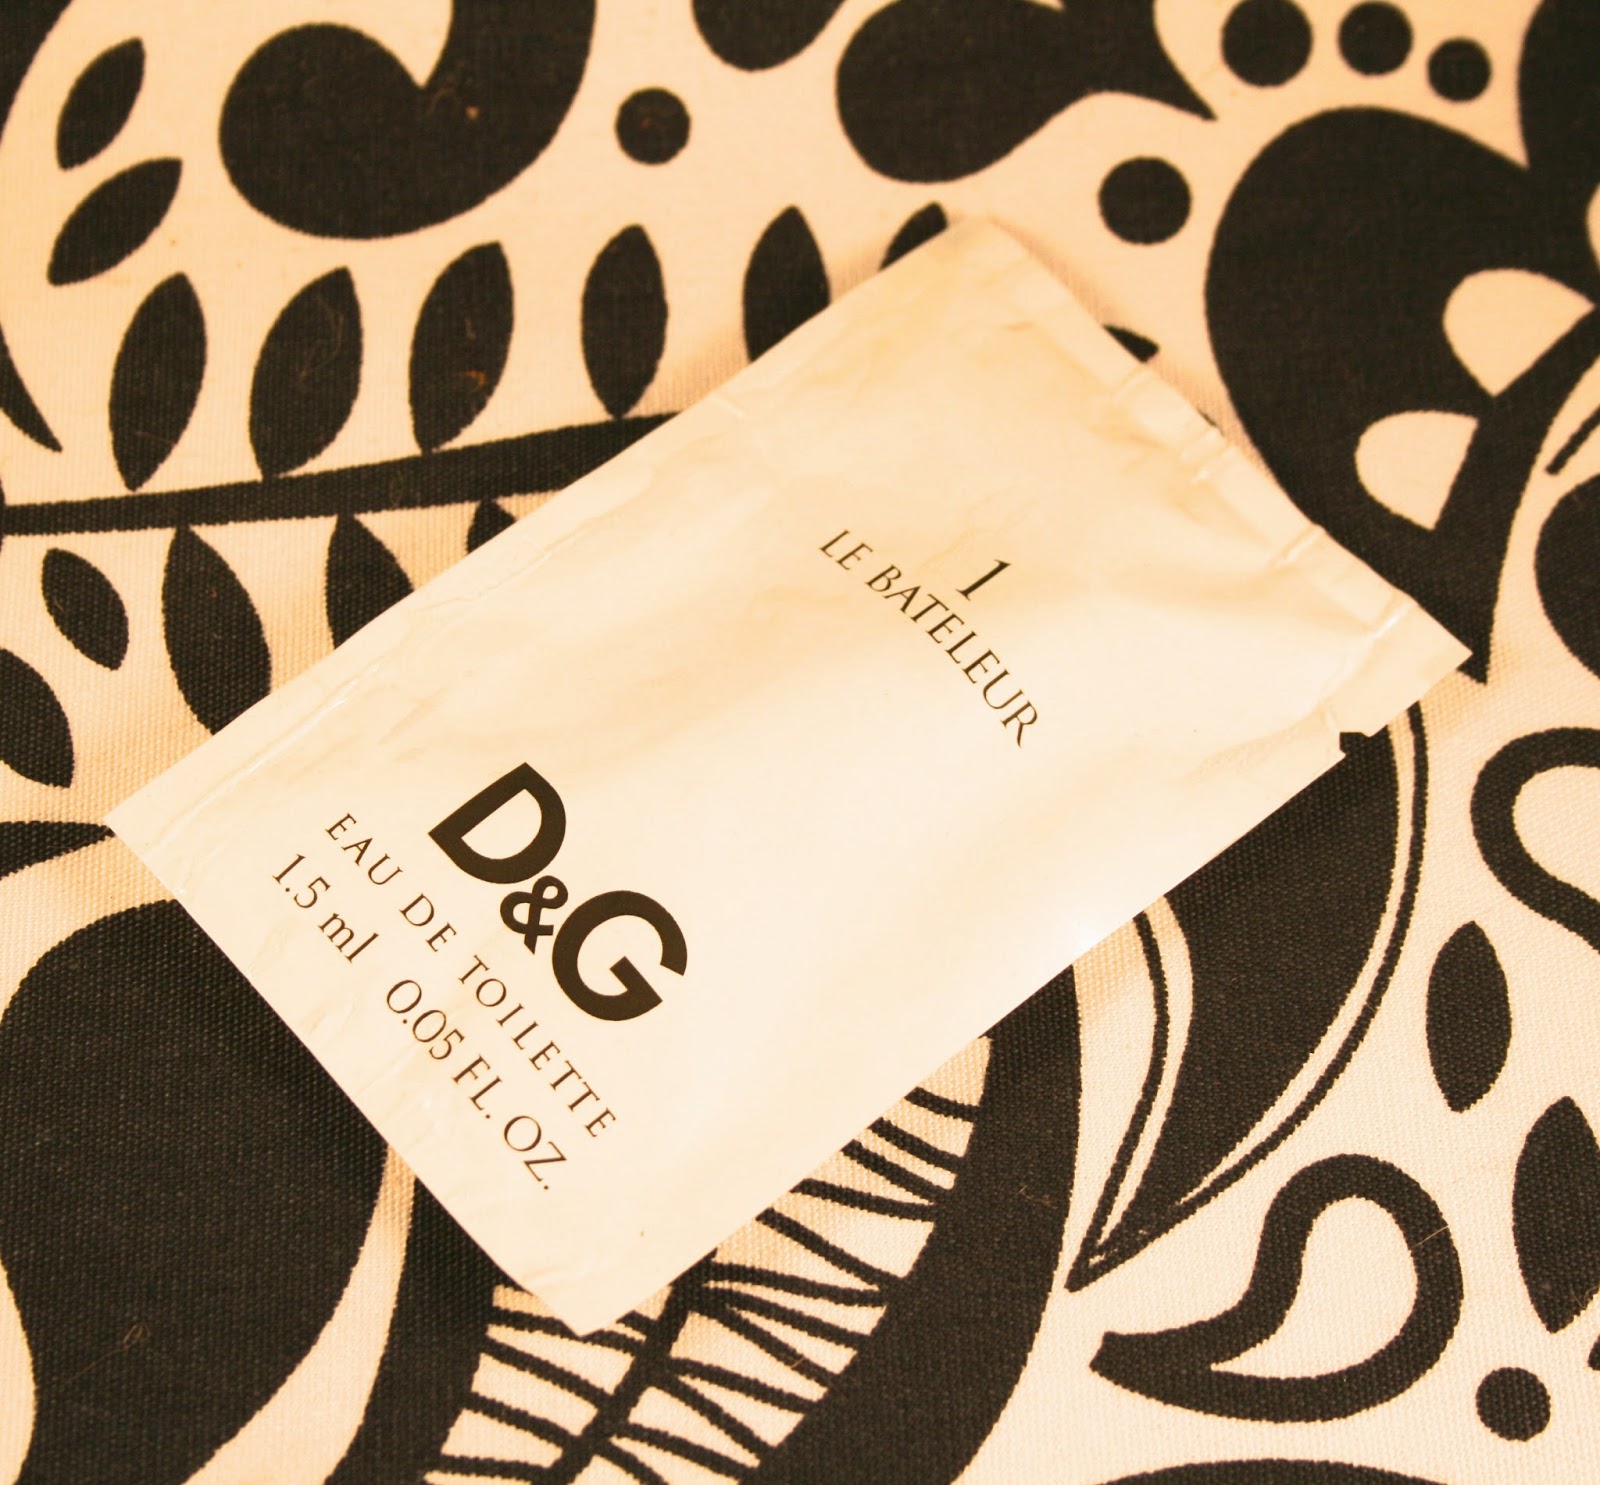 1
LE BATELEUR
D&G
EAU DE TOILETTE
1.5 ml 0.05 FL. OZ.